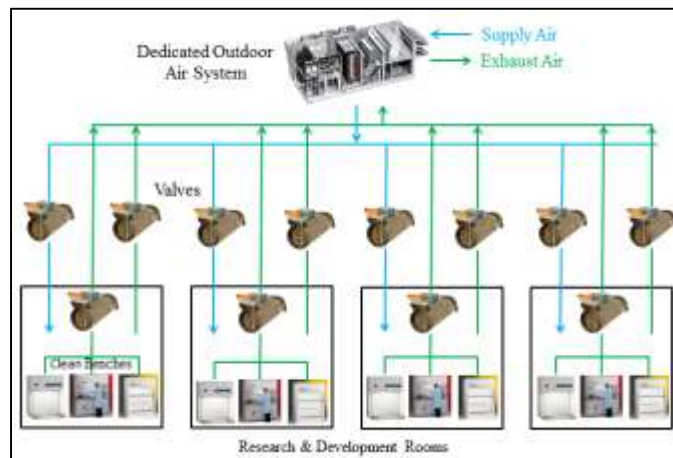 Dedicated Outdoor
Air System
Supply Air
Exhaust Air
Valves
Clean Benches
Research & Development Rooms